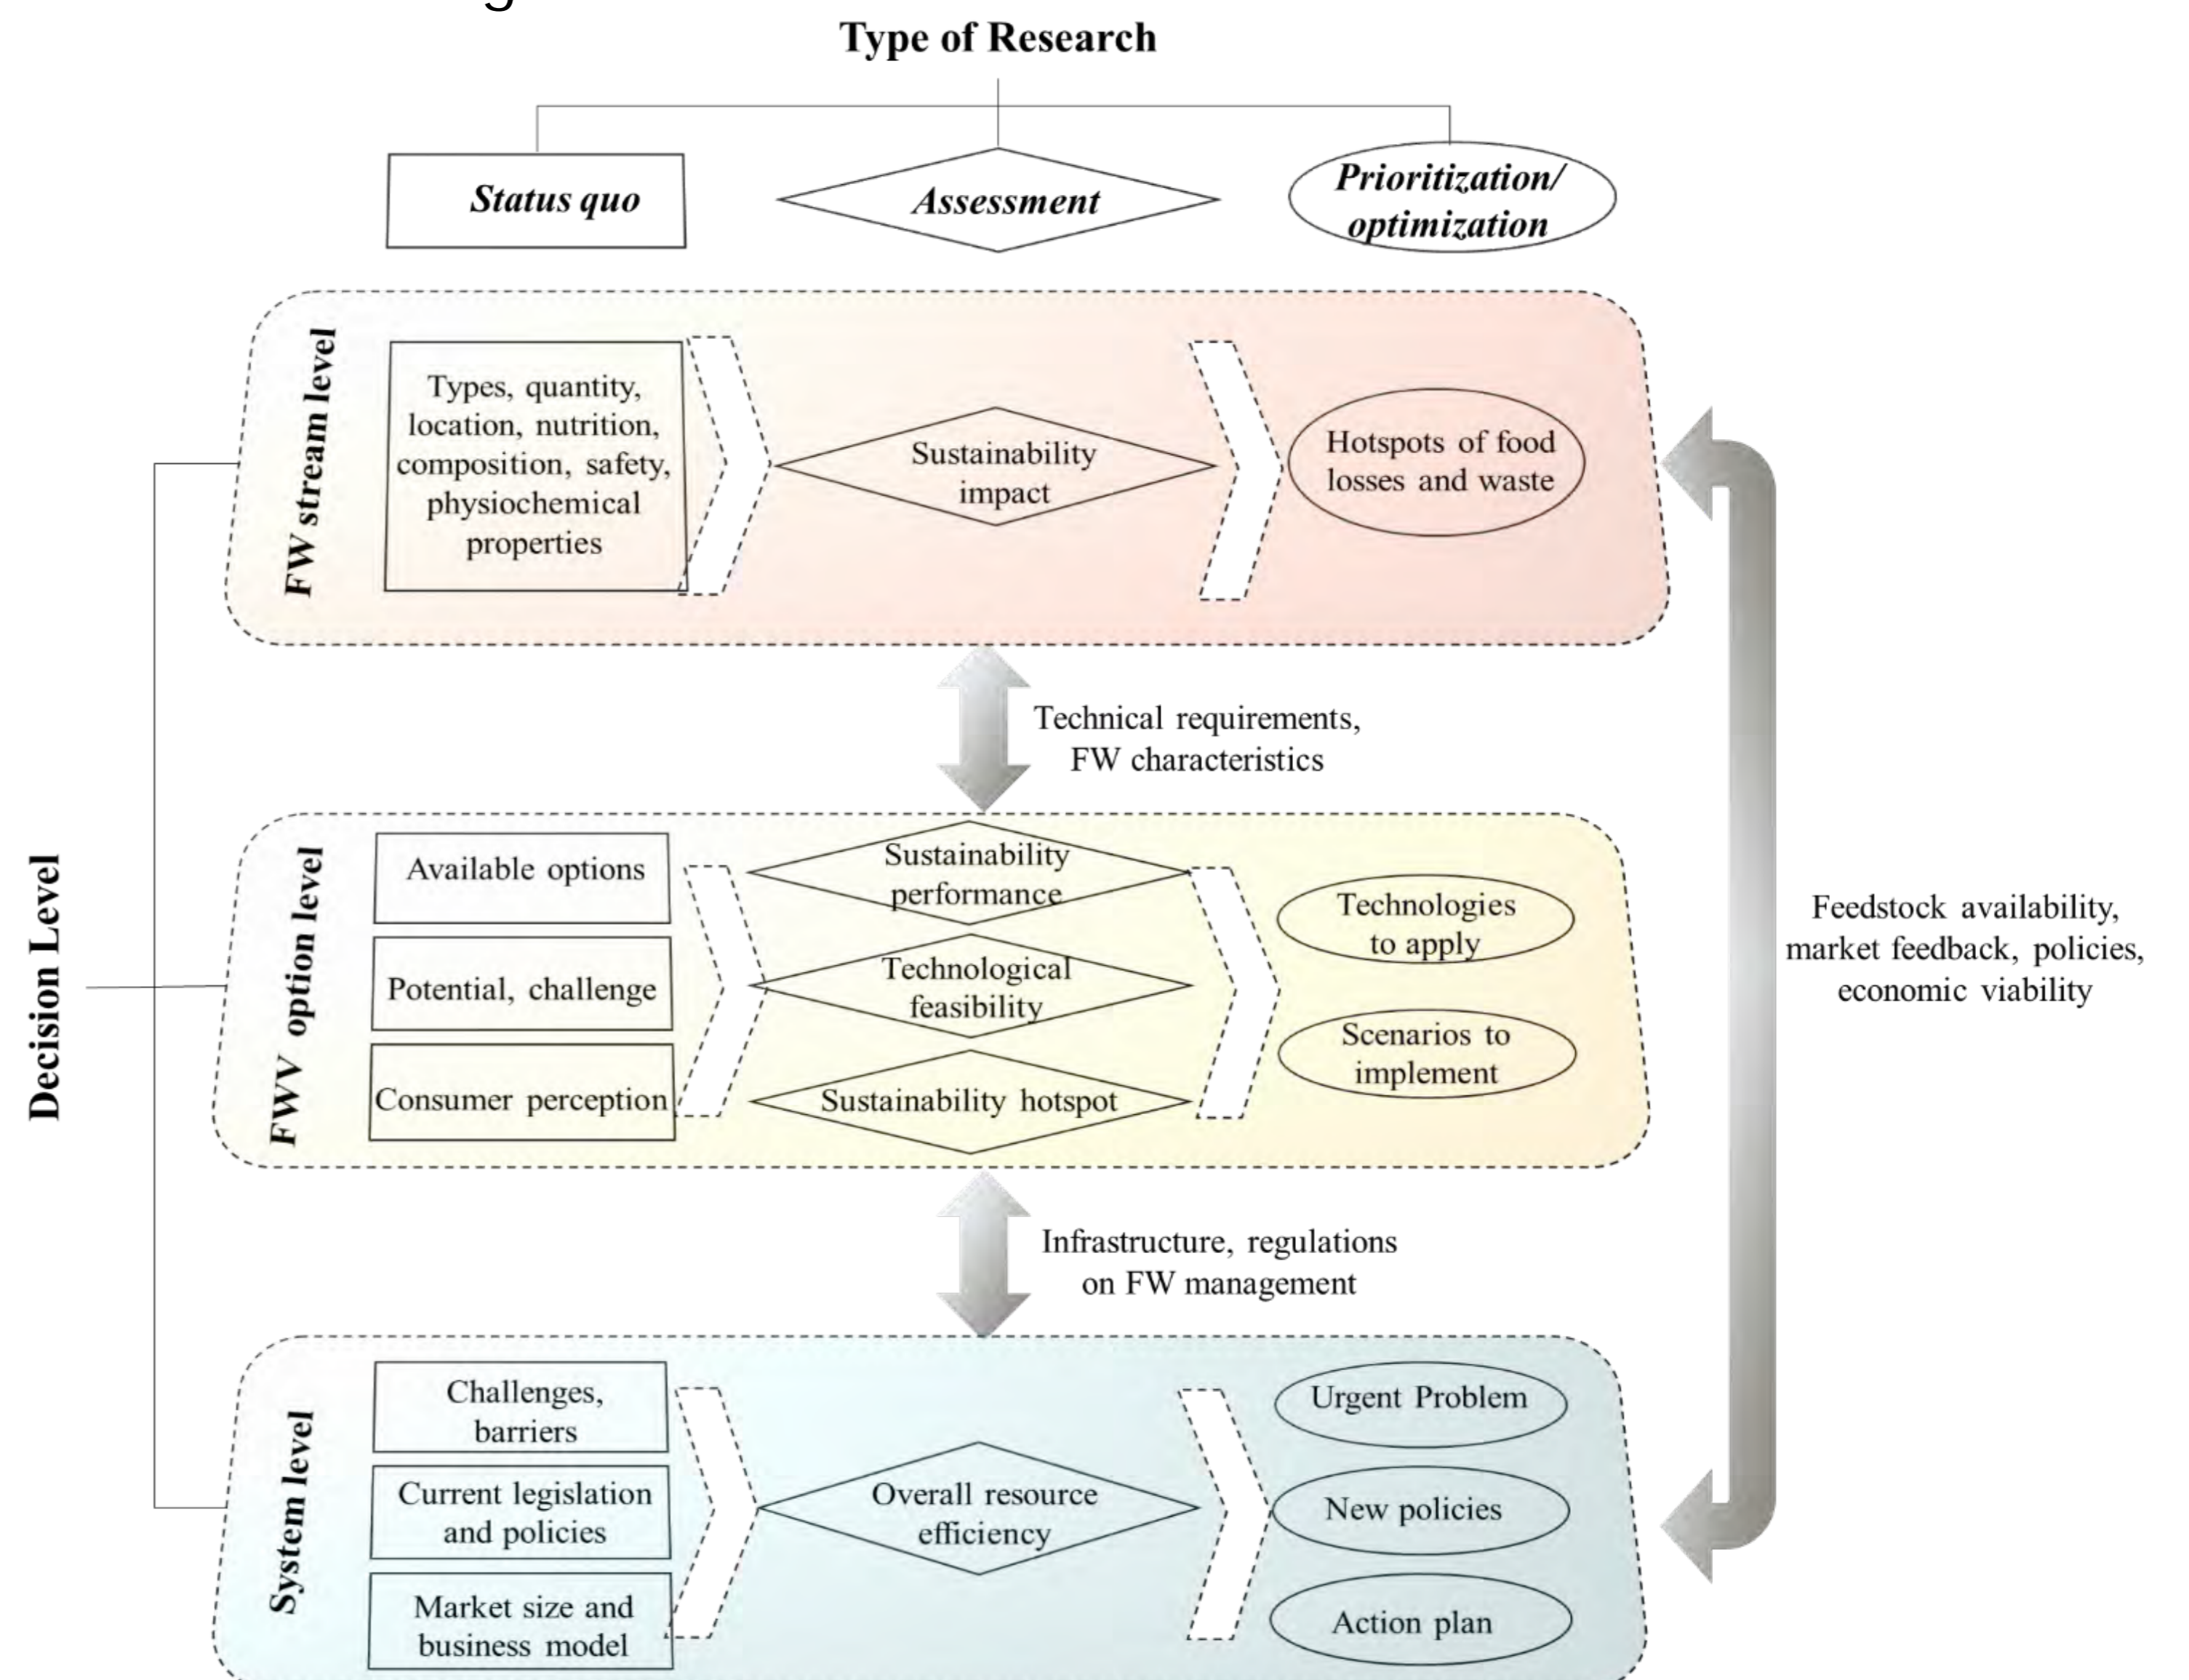 Type of Research
Status quo
Assessment
Prioritization/
optimization
Decision Level
FW stream level
Types, quantity,
location, nutrition,
composition, safety,
physiochemical
properties
Sustainability
impact
Hotspots of food
losses and waste
Technical requirements,
FW characteristics
FWV option level
Available options
Potential, challenge
Consumer perception
Sustainability
performance
Technological
feasibility
Sustainability hotspot
Technologies
to apply
Scenarios to
implement
Feedstock availability,
market feedback, policies,
economic viability
Infrastructure, regulations
on FW management
System level
Challenges,
barriers
Current legislation
and policies
Market size and
business model
Overall resource
efficiency
Urgent Problem
New policies
Action plan